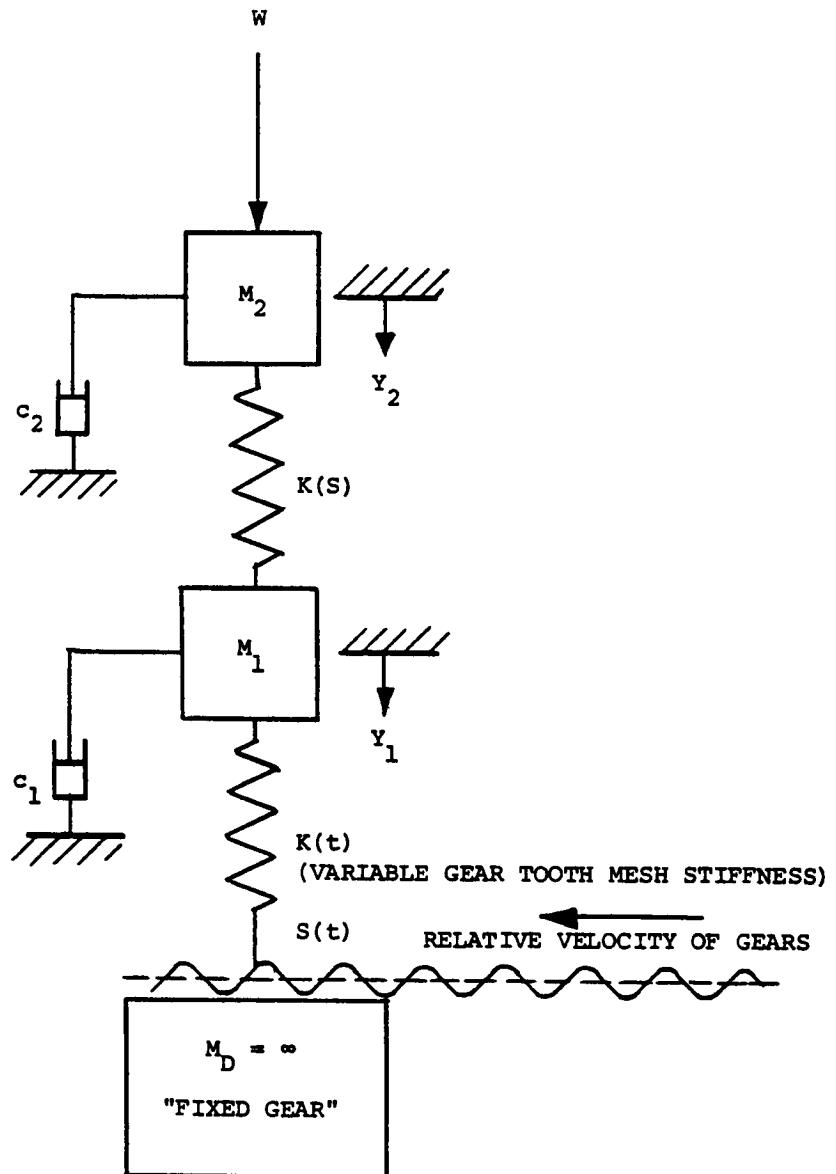 W
M2
Y2
c2
K(S)
M1
Y1
c1
K(t)
(VARIABLE GEAR TOOTH MESH STIFFNESS)
S(t)
RELATIVE VELOCITY OF GEARS
MD = ∞
"FIXED GEAR"